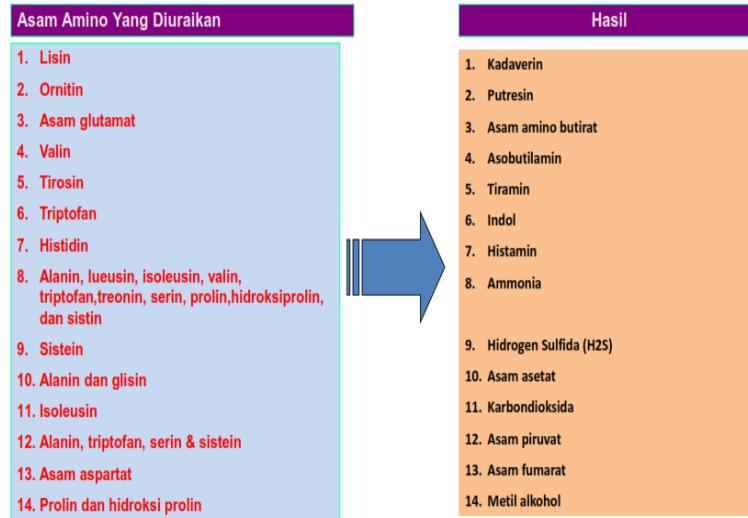 Asam Amino Yang Diuraikan
1. Lisin
2. Ornitin
3. Asam glutamat
4. Valin
5. Tirosin
6. Triptofan
7. Histidin
8. Alanin, lueusin, isoleusin, valin,
triptofan,treonin, serin, prolin,hidroksiprolin,
dan sistin
9. Sistein
10. Alanin dan glisin
11. Isoleusin
12. Alanin, triptofan, serin & sistein
13. Asam aspartat
14. Prolin dan hidroksi prolin
Hasil
1. Kadaverin
2. Putresin
3. Asam amino butirat
4. Asobutilamin
5. Tiramin
6. Indol
7. Histamin
8. Ammonia
9. Hidrogen Sulfida (H2S)
10. Asam asetat
11. Karbondioksida
12. Asam piruvat
13. Asam fumarat
14. Metil alkohol